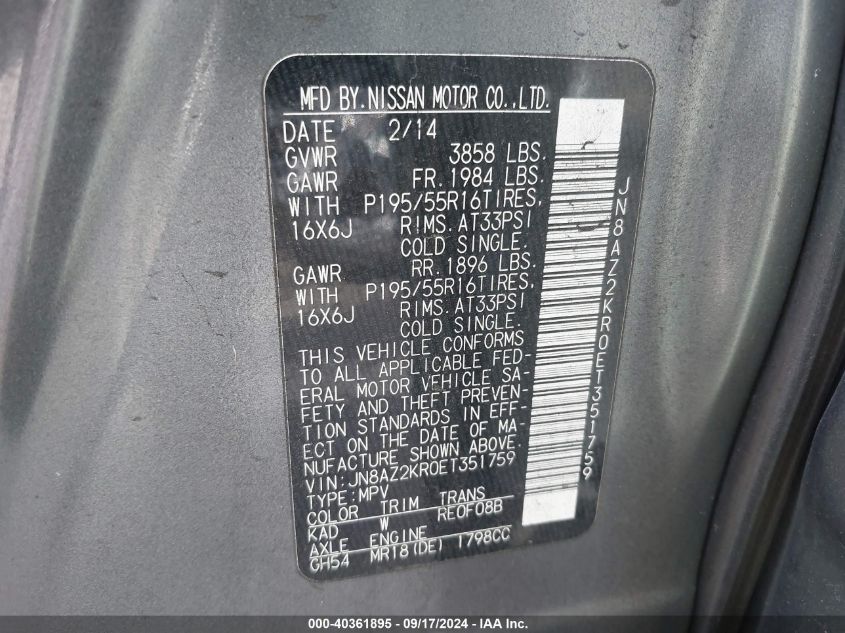 MFD BY.NISSAN MOTOR CO.,LTD.
DATE 2/14
GVWR 3858 LBS.
GAWR FR.1984 LBS.
WITH P195/55R16TIRES,
16X6J RIMS.AT33PSI
COLD SINGLE.
GAWR RR.1896 LBS.
WITH P195/55R16TIRES,
16X6J RIMS.AT33PSI
COLD SINGLE.
THIS VEHICLE CONFORMS
TO ALL APPLICABLE FED-
ERAL MOTOR VEHICLE SA-
FETY AND THEFT PREVEN-
TION STANDARDS IN EFF-
ECT ON THE DATE OF MA-
NUFACTURE SHOWN ABOVE.
VIN:JN8AZ2KR0ET351759
TYPE:MPV
COLOR TRIM TRANS
KAD W RE0F08B
AXLE ENGINE
GH54 MR18(DE) 1798CC
JN8AZ2KR0ET351759
000-40361895 - 09/17/2024 - IAA Inc.